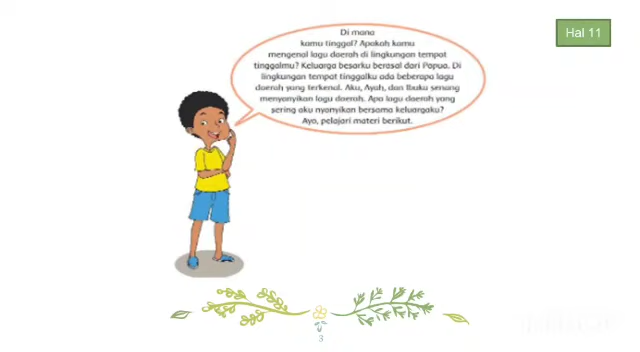 Hal 11
Di mana
kamu tinggal? Apakah kamu
mengenal lagu daerah di lingkungan tempat
tinggalmu? Keluarga besarku berasal dari Papua. Di
lingkungan tempat tinggalku ada beberapa lagu
daerah yang terkenal. Aku, Ayah, dan Ibuku senang
menyanyikan lagu daerah. Apa lagu daerah yang
sering aku nyanyikan bersama keluargaku?
Ayo, pelajari materi berikut.
3